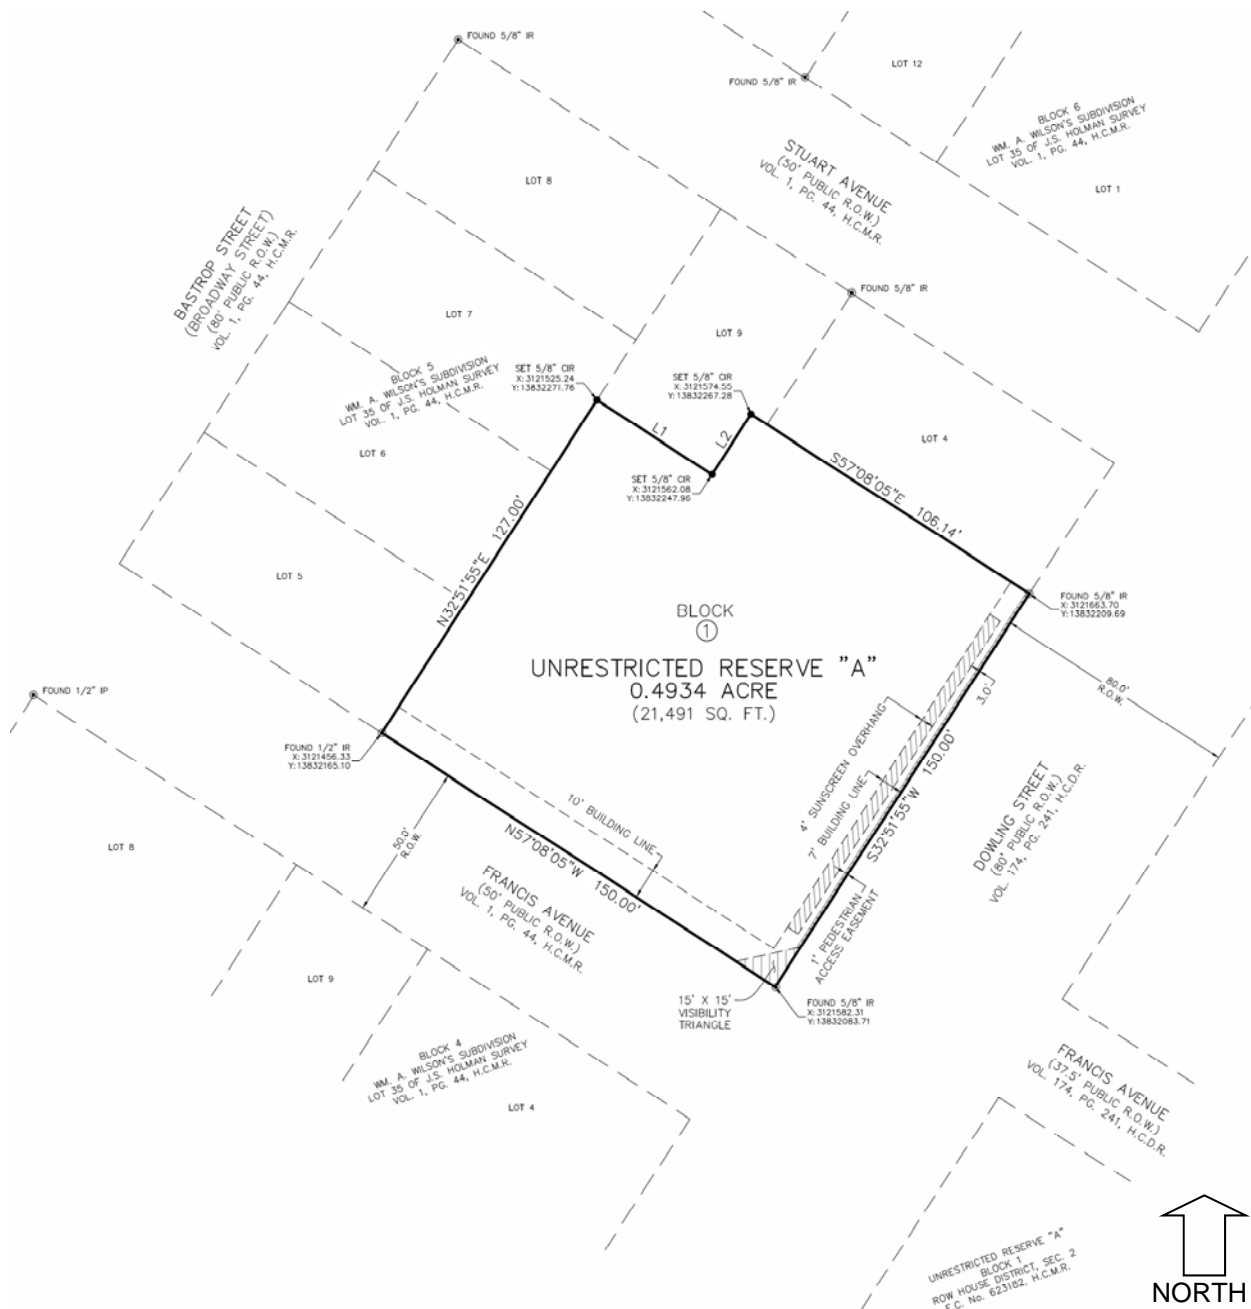 FOUND 5/8" IR
LOT 12
FOUND 5/8" IR
BLOCK 6
WM. A. WILSON'S SUBDIVISION
LOT 35 OF J.S. HOLMAN SURVEY
VOL. 1, PG. 44, H.C.M.R.
STUART AVENUE
(50' PUBLIC R.O.W.)
VOL. 1, PG. 44, H.C.M.R.
LOT 8
LOT 1
BASTROP STREET
(BROADWAY STREET)
(80' PUBLIC R.O.W.)
VOL. 1, PG. 44, H.C.M.R.
FOUND 5/8" IR
LOT 7
LOT 9
BLOCK 5
WM. A. WILSON'S SUBDIVISION
LOT 35 OF J.S. HOLMAN SURVEY
VOL. 1, PG. 44, H.C.M.R.
SET 5/8" CIR
X: 3121525.24
Y: 13832271.76
SET 5/8" CIR
X: 3121574.55
Y: 13832267.28
L1
L2
LOT 4
LOT 6
SET 5/8" CIR
X: 3121562.08
Y: 13832247.96
S57°08'05"E 106.14'
N32°51'55"E 127.00'
LOT 5
FOUND 5/8" IR
X: 3121663.70
Y: 13832209.69
BLOCK
1
UNRESTRICTED RESERVE "A"
0.4934 ACRE
(21,491 SQ. FT.)
80.0'
R.O.W.
3.0'
FOUND 1/2" IP
FOUND 1/2" IR
X: 3121456.33
Y: 13832165.10
4' SUNSCREEN OVERHANG
7' BUILDING LINE
S32°51'55"W 150.00'
DOWLING STREET
(80' PUBLIC R.O.W.)
VOL. 174, PG. 241, H.C.D.R.
10' BUILDING LINE
N57°08'05"W 150.00'
50.0'
R.O.W.
LOT 8
FRANCIS AVENUE
(50' PUBLIC R.O.W.)
VOL. 1, PG. 44, H.C.M.R.
1' PEDESTRIAN
ACCESS EASEMENT
LOT 9
15' X 15'
VISIBILITY
TRIANGLE
FOUND 5/8" IR
X: 3121582.31
Y: 13832083.71
BLOCK 4
WM. A. WILSON'S SUBDIVISION
LOT 35 OF J.S. HOLMAN SURVEY
VOL. 1, PG. 44, H.C.M.R.
LOT 4
FRANCIS AVENUE
(37.5' PUBLIC R.O.W.)
VOL. 174, PG. 241, H.C.D.R.
UNRESTRICTED RESERVE "A"
BLOCK 1
ROW HOUSE DISTRICT, SEC. 2
F.C. No. 623182, H.C.M.R.
NORTH